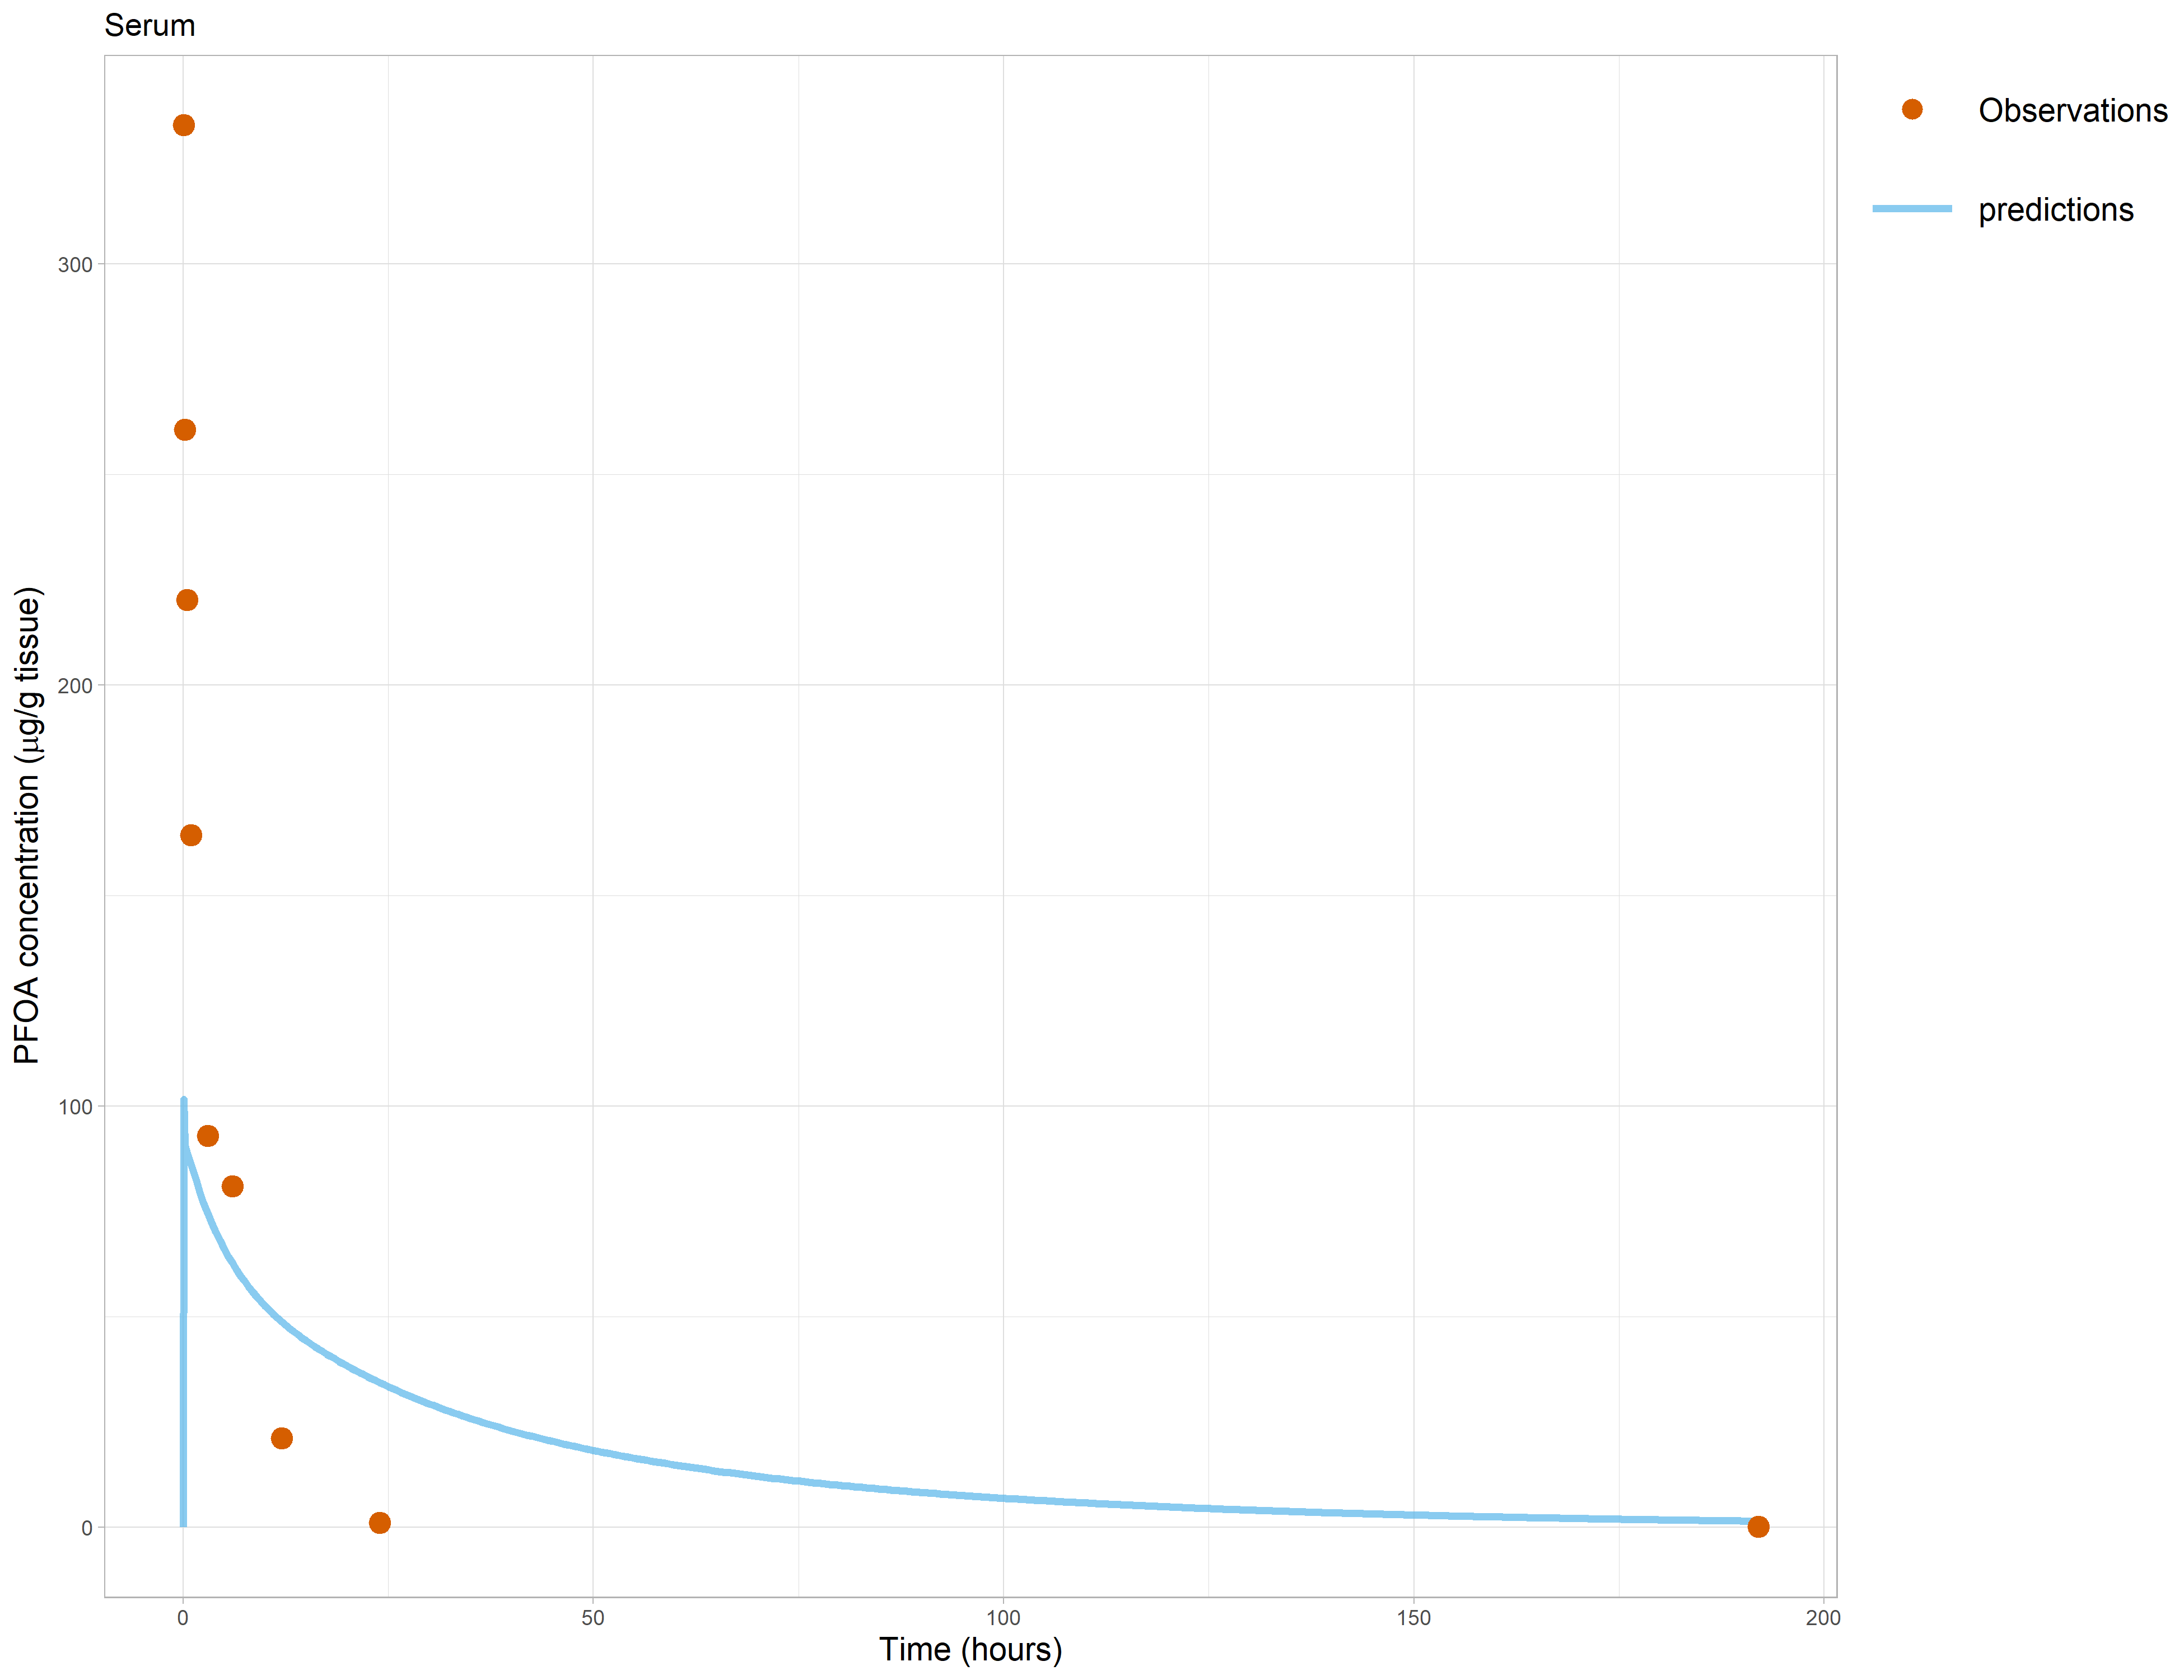 Serum
Observations
predictions
PFOA concentration (μg/g tissue)
300
200
100
0
0
50
100
150
200
Time (hours)